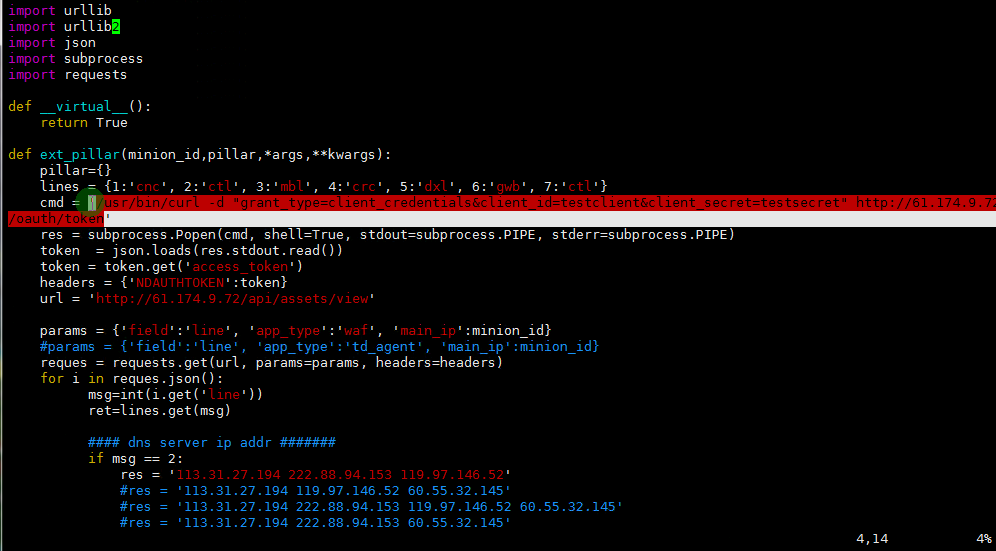 import urllib
import urllib2
import json
import subprocess
import requests
def __virtual__():
    return True
def ext_pillar(minion_id,pillar,*args,**kwargs):
    pillar={}
    lines = {1:'cnc', 2:'ctl', 3:'mbl', 4:'crc', 5:'dxl', 6:'gwb', 7:'ctl'}
    cmd = '/usr/bin/curl -d "grant_type=client_credentials&client_id=testclient&client_secret=testsecret" http://61.174.9.72
/oauth/token'
    res = subprocess.Popen(cmd, shell=True, stdout=subprocess.PIPE, stderr=subprocess.PIPE)
    token  = json.loads(res.stdout.read())
    token = token.get('access_token')
    headers = {'NDAUTHTOKEN':token}
    url = 'http://61.174.9.72/api/assets/view'
    params = {'field':'line', 'app_type':'waf', 'main_ip':minion_id}
    #params = {'field':'line', 'app_type':'td_agent', 'main_ip':minion_id}
    reques = requests.get(url, params=params, headers=headers)
    for i in reques.json():
          msg=int(i.get('line'))
          ret=lines.get(msg)
          #### dns server ip addr #######
          if msg == 2:
              res = '113.31.27.194 222.88.94.153 119.97.146.52'
              #res = '113.31.27.194 119.97.146.52 60.55.32.145'
              #res = '113.31.27.194 222.88.94.153 119.97.146.52 60.55.32.145'
              #res = '113.31.27.194 222.88.94.153 60.55.32.145'
4,14 4%